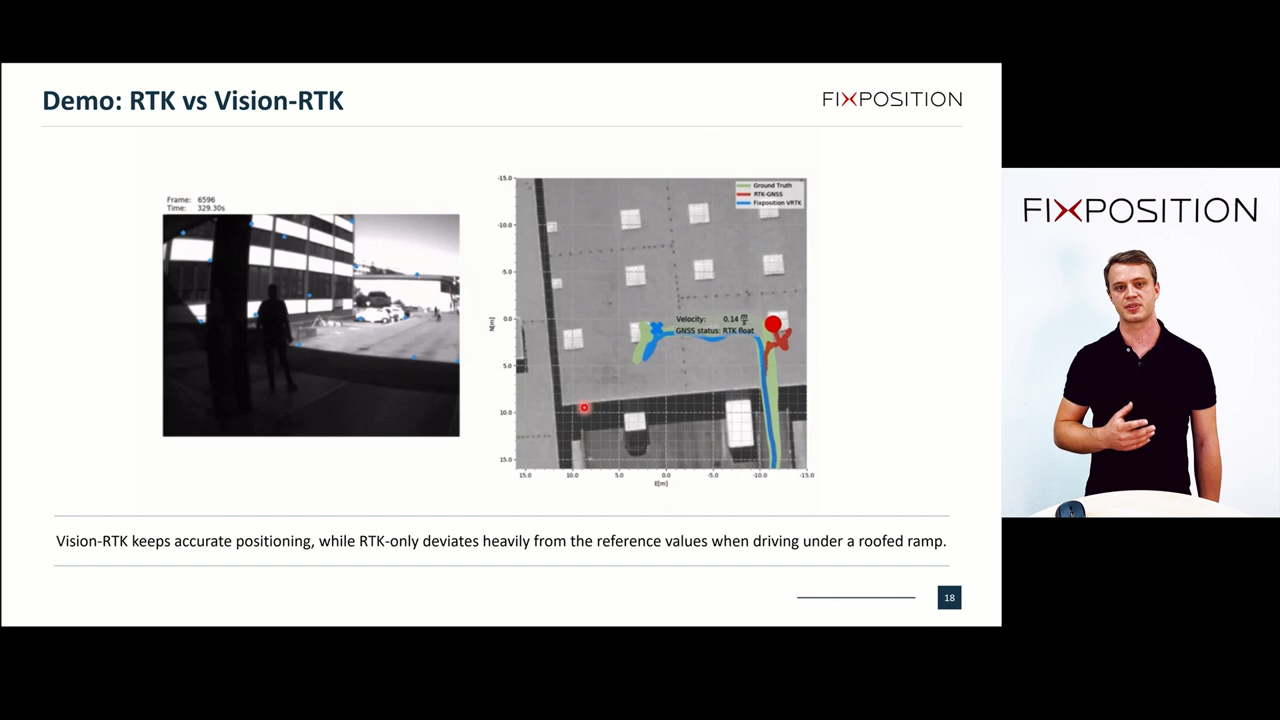 Demo: RTK vs Vision-RTK
FIXPOSITION
Frame: 6596
Time: 329.30s
Ground Truth
RTK-GNSS
Fixposition VRTK
-15.0
-10.0
-5.0
0.0
5.0
10.0
15.0
N[m]
Velocity: 0.14 m/s
GNSS status: RTK float
15.0 10.0 5.0 0.0 -5.0 -10.0 -15.0
E[m]
Vision-RTK keeps accurate positioning, while RTK-only deviates heavily from the reference values when driving under a roofed ramp.
18
FIXPOSITION